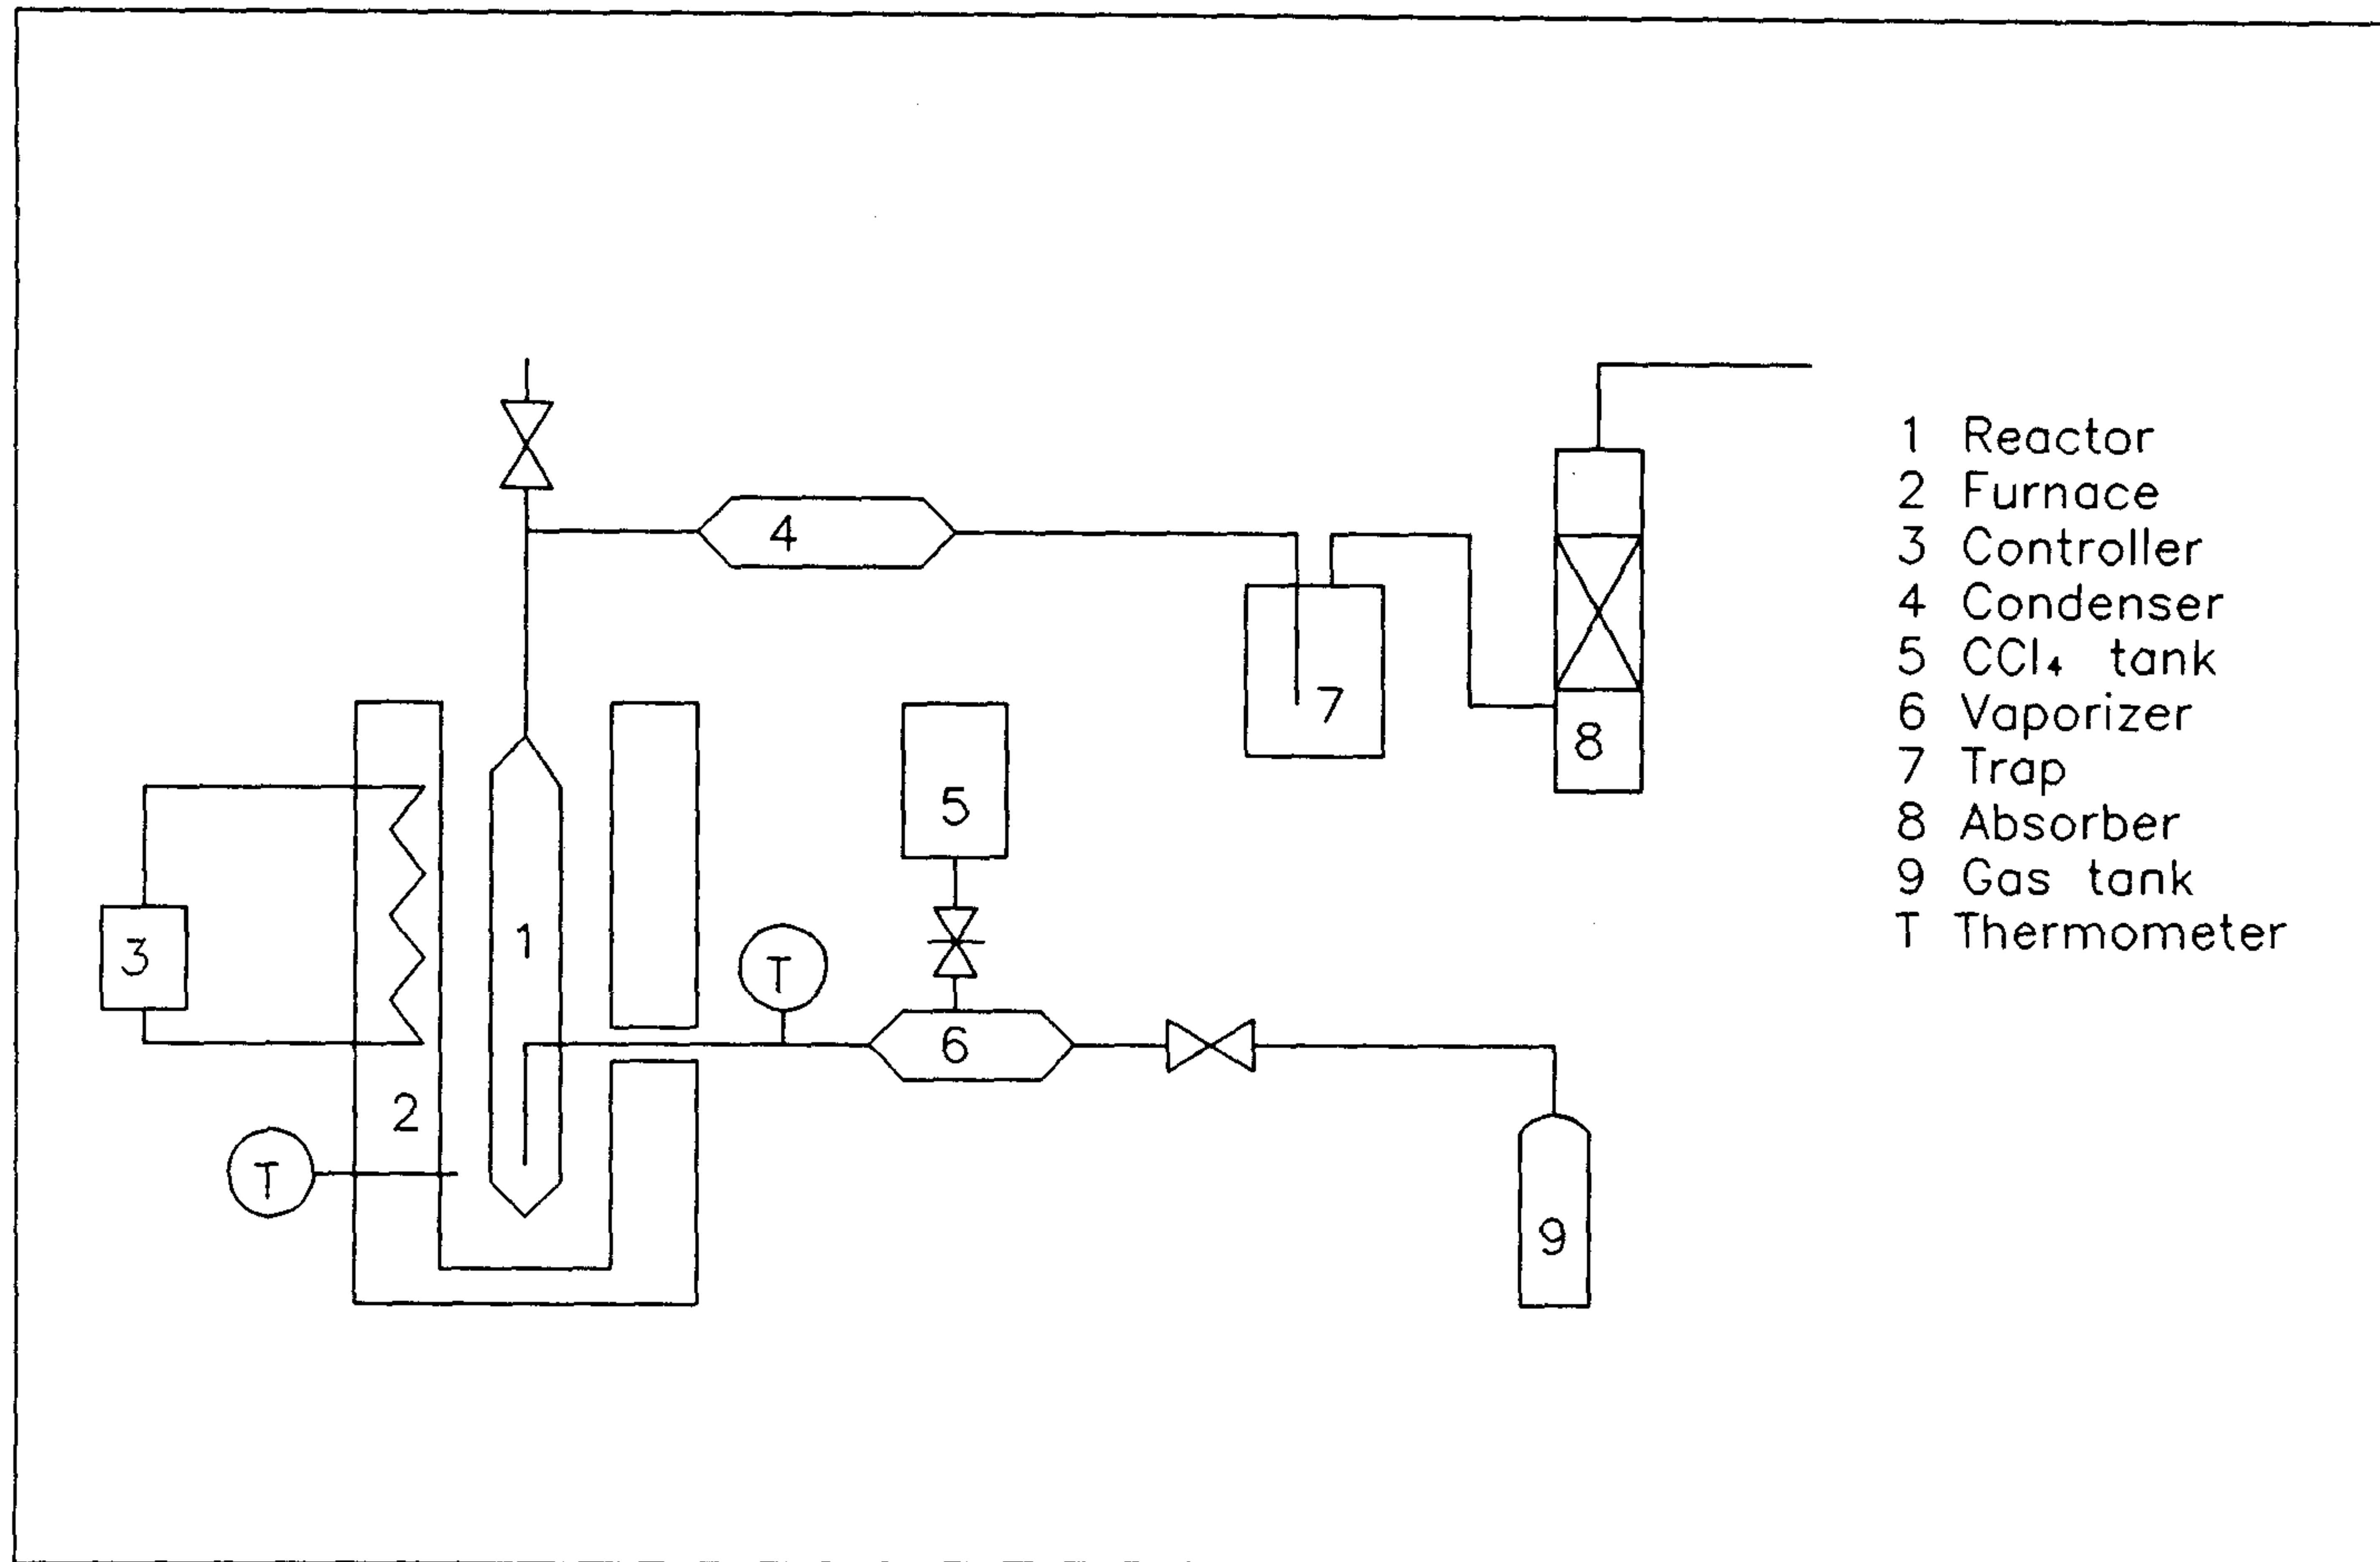 1 Reactor
2 Furnace
3 Controller
4 Condenser
5 CCl₄ tank
6 Vaporizer
7 Trap
8 Absorber
9 Gas tank
T Thermometer
4
7
8
5
3
1
T
6
2
T
9